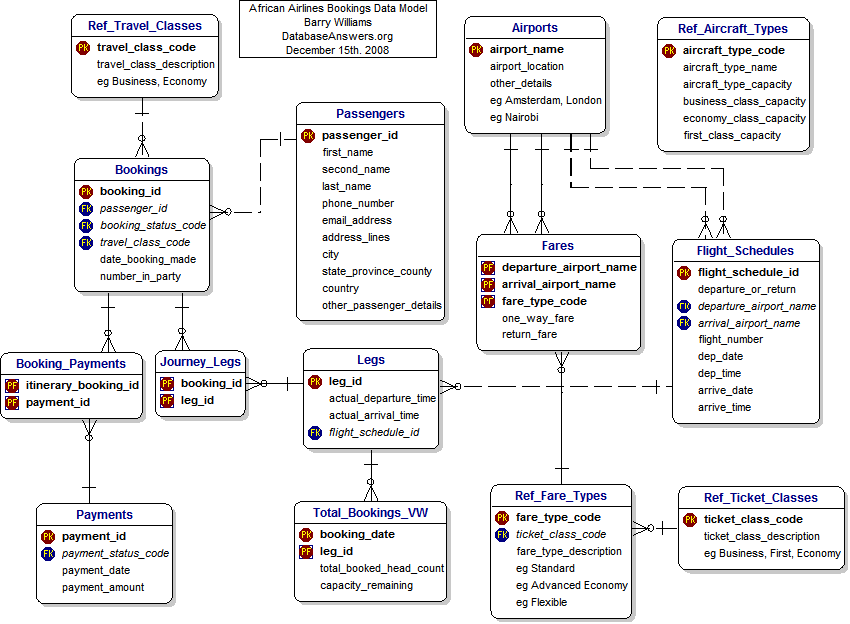 African Airlines Bookings Data Model
Barry Williams
DatabaseAnswers.org
December 15th. 2008
Ref_Travel_Classes
PK travel_class_code
travel_class_description
eg Business, Economy
Airports
PK airport_name
airport_location
other_details
eg Amsterdam, London
eg Nairobi
Ref_Aircraft_Types
PK aircraft_type_code
aircraft_type_name
aircraft_type_capacity
business_class_capacity
economy_class_capacity
first_class_capacity
Passengers
PK passenger_id
first_name
second_name
last_name
phone_number
email_address
address_lines
city
state_province_county
country
other_passenger_details
Bookings
PK booking_id
FK passenger_id
FK booking_status_code
FK travel_class_code
date_booking_made
number_in_party
Fares
PF departure_airport_name
PF arrival_airport_name
PF fare_type_code
one_way_fare
return_fare
Flight_Schedules
PK flight_schedule_id
departure_or_return
FK departure_airport_name
FK arrival_airport_name
flight_number
dep_date
dep_time
arrive_date
arrive_time
Booking_Payments
PF itinerary_booking_id
PF payment_id
Journey_Legs
PF booking_id
PF leg_id
Legs
PK leg_id
actual_departure_time
actual_arrival_time
FK flight_schedule_id
Payments
PK payment_id
FK payment_status_code
payment_date
payment_amount
Total_Bookings_VW
PK booking_date
PF leg_id
total_booked_head_count
capacity_remaining
Ref_Fare_Types
PK fare_type_code
FK ticket_class_code
fare_type_description
eg Standard
eg Advanced Economy
eg Flexible
Ref_Ticket_Classes
PK ticket_class_code
ticket_class_description
eg Business, First, Economy